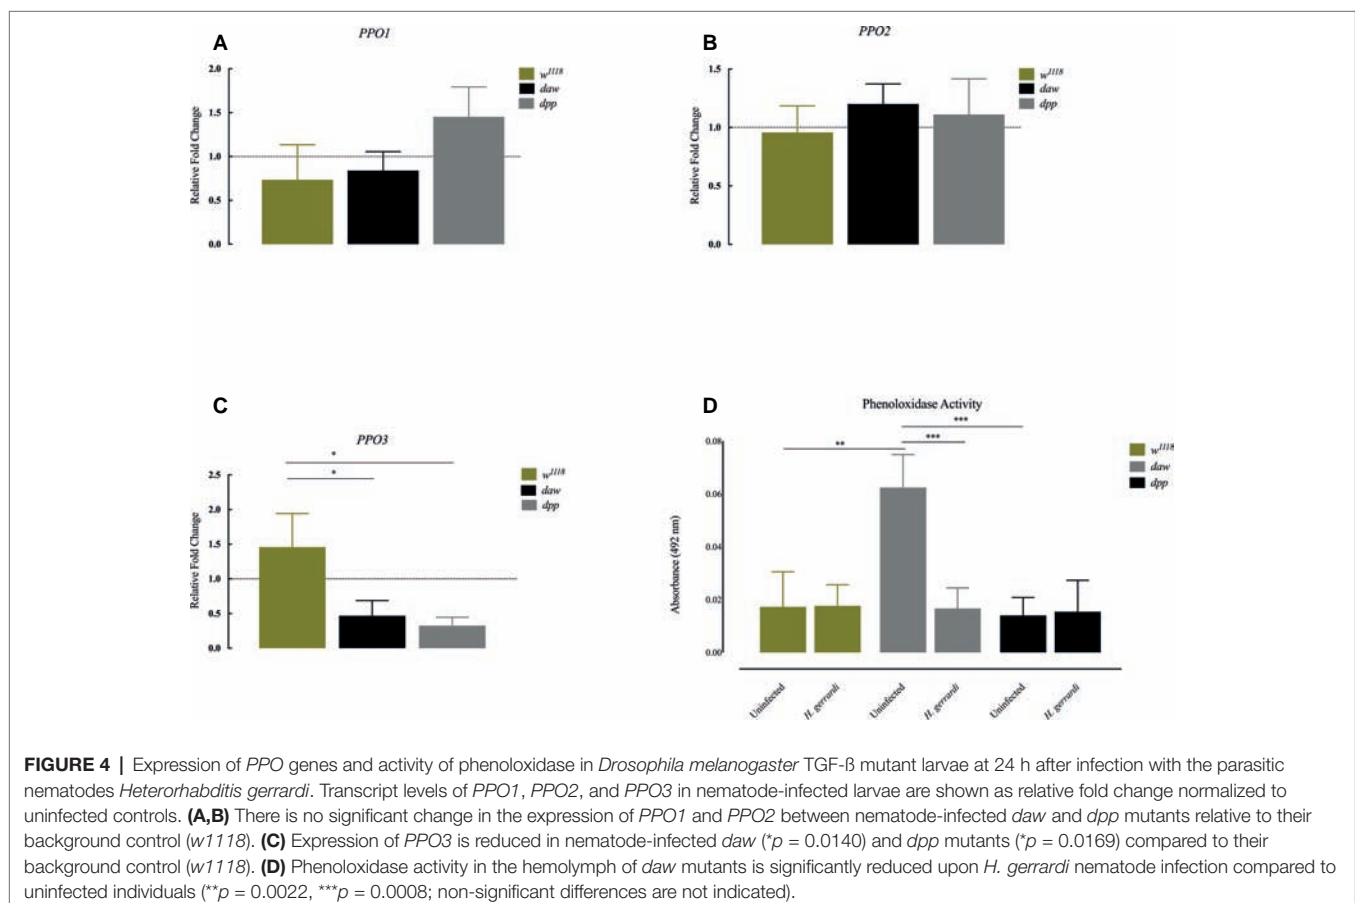 A
PPO1
2.0
1.5
1.0
0.5
0.0
Relative Fold Change
w1118
daw
dpp
B
PPO2
1.5
1.0
0.5
0.0
Relative Fold Change
w1118
daw
dpp
C
PPO3
2.5
2.0
1.5
1.0
0.5
0.0
Relative Fold Change
*
*
w1118
daw
dpp
D
Phenoloxidase Activity
0.08
0.06
0.04
0.02
0.00
Absorbance (492 nm)
***
**
***
w1118
daw
dpp
Uninfected
H. gerrardi
Uninfected
H. gerrardi
Uninfected
H. gerrardi
FIGURE 4 | Expression of PPO genes and activity of phenoloxidase in Drosophila melanogaster TGF-ß mutant larvae at 24 h after infection with the parasitic
nematodes Heterorhabditis gerrardi. Transcript levels of PPO1, PPO2, and PPO3 in nematode-infected larvae are shown as relative fold change normalized to
uninfected controls. (A,B) There is no significant change in the expression of PPO1 and PPO2 between nematode-infected daw and dpp mutants relative to their
background control (w1118). (C) Expression of PPO3 is reduced in nematode-infected daw (*p = 0.0140) and dpp mutants (*p = 0.0169) compared to their
background control (w1118). (D) Phenoloxidase activity in the hemolymph of daw mutants is significantly reduced upon H. gerrardi nematode infection compared to
uninfected individuals (**p = 0.0022, ***p = 0.0008; non-significant differences are not indicated).